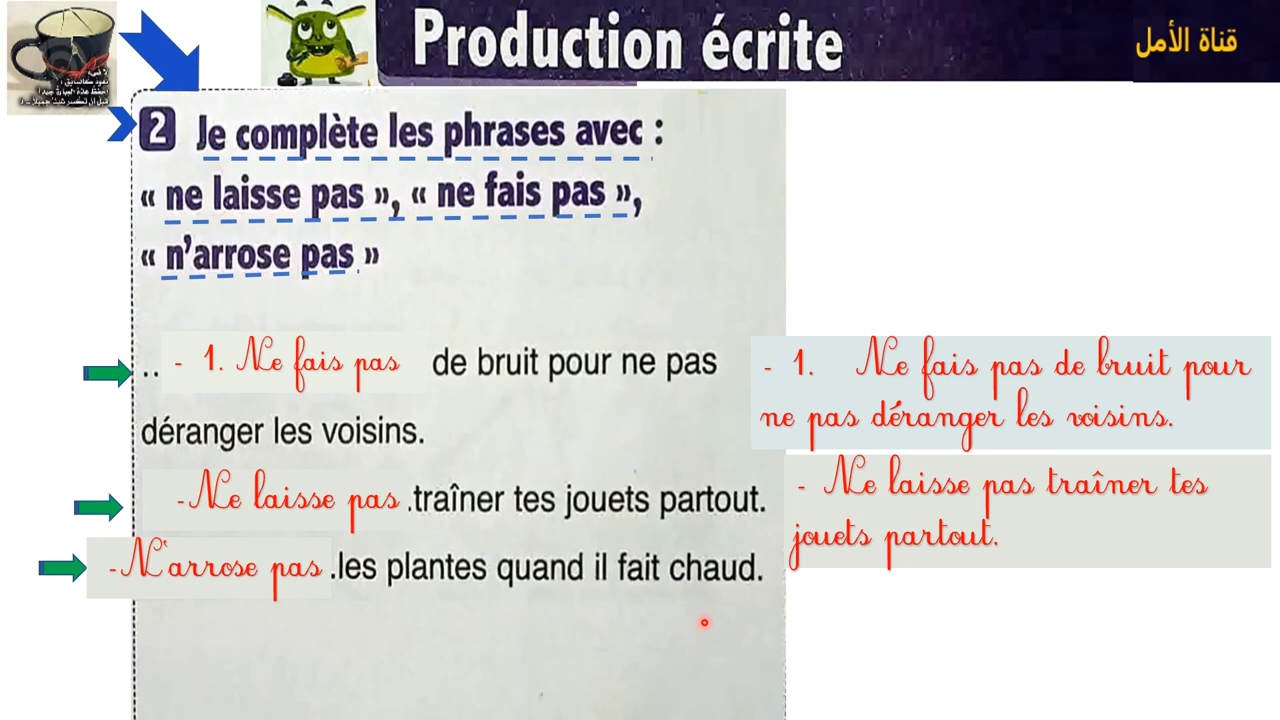 Production écrite
قناة الأمل
2 Je complète les phrases avec :
« ne laisse pas », « ne fais pas »,
« n'arrose pas »
.. - 1. Ne fais pas de bruit pour ne pas
déranger les voisins.
-Ne laisse pas .traîner tes jouets partout.
-N'arrose pas .les plantes quand il fait chaud.
- 1. Ne fais pas de bruit pour
ne pas déranger les voisins.
- Ne laisse pas traîner tes
jouets partout.